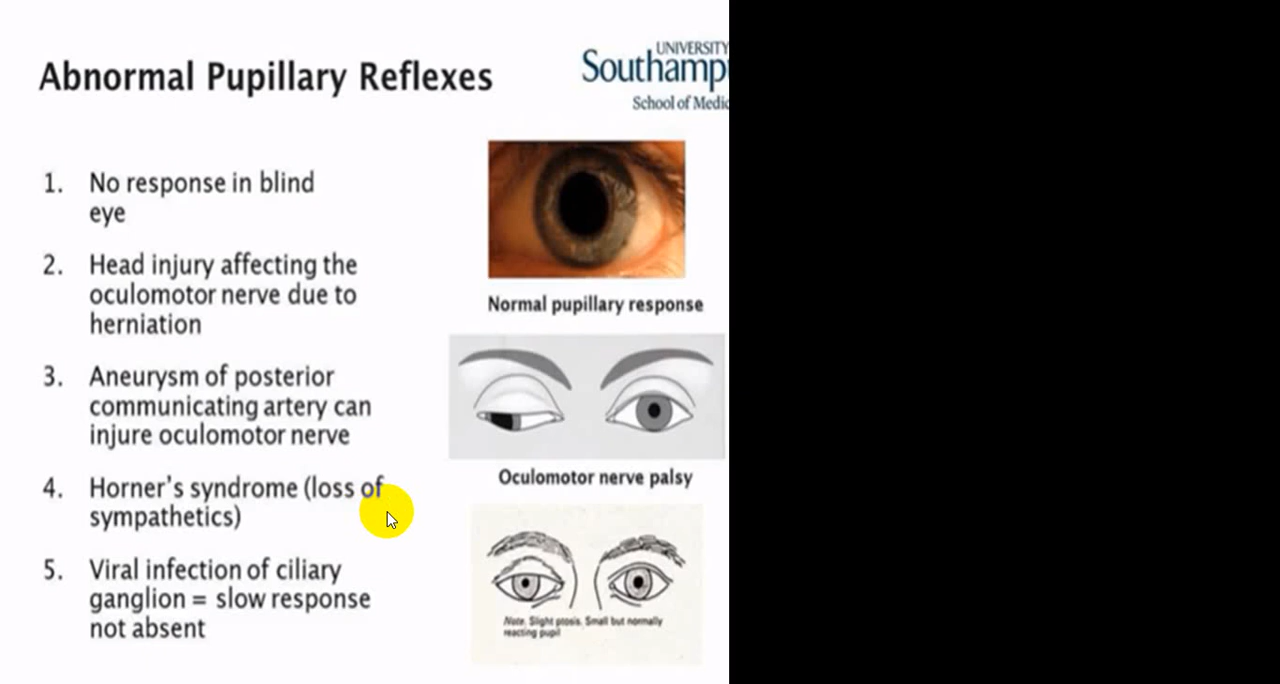 Abnormal Pupillary Reflexes
UNIVERSITY
Southamp
School of Medic
1. No response in blind
eye
2. Head injury affecting the
oculomotor nerve due to
herniation
3. Aneurysm of posterior
communicating artery can
injure oculomotor nerve
4. Horner's syndrome (loss of
sympathetics)
5. Viral infection of ciliary
ganglion = slow response
not absent
Normal pupillary response
Oculomotor nerve palsy
Note. Slight ptosis. Small but normally
reacting pupil